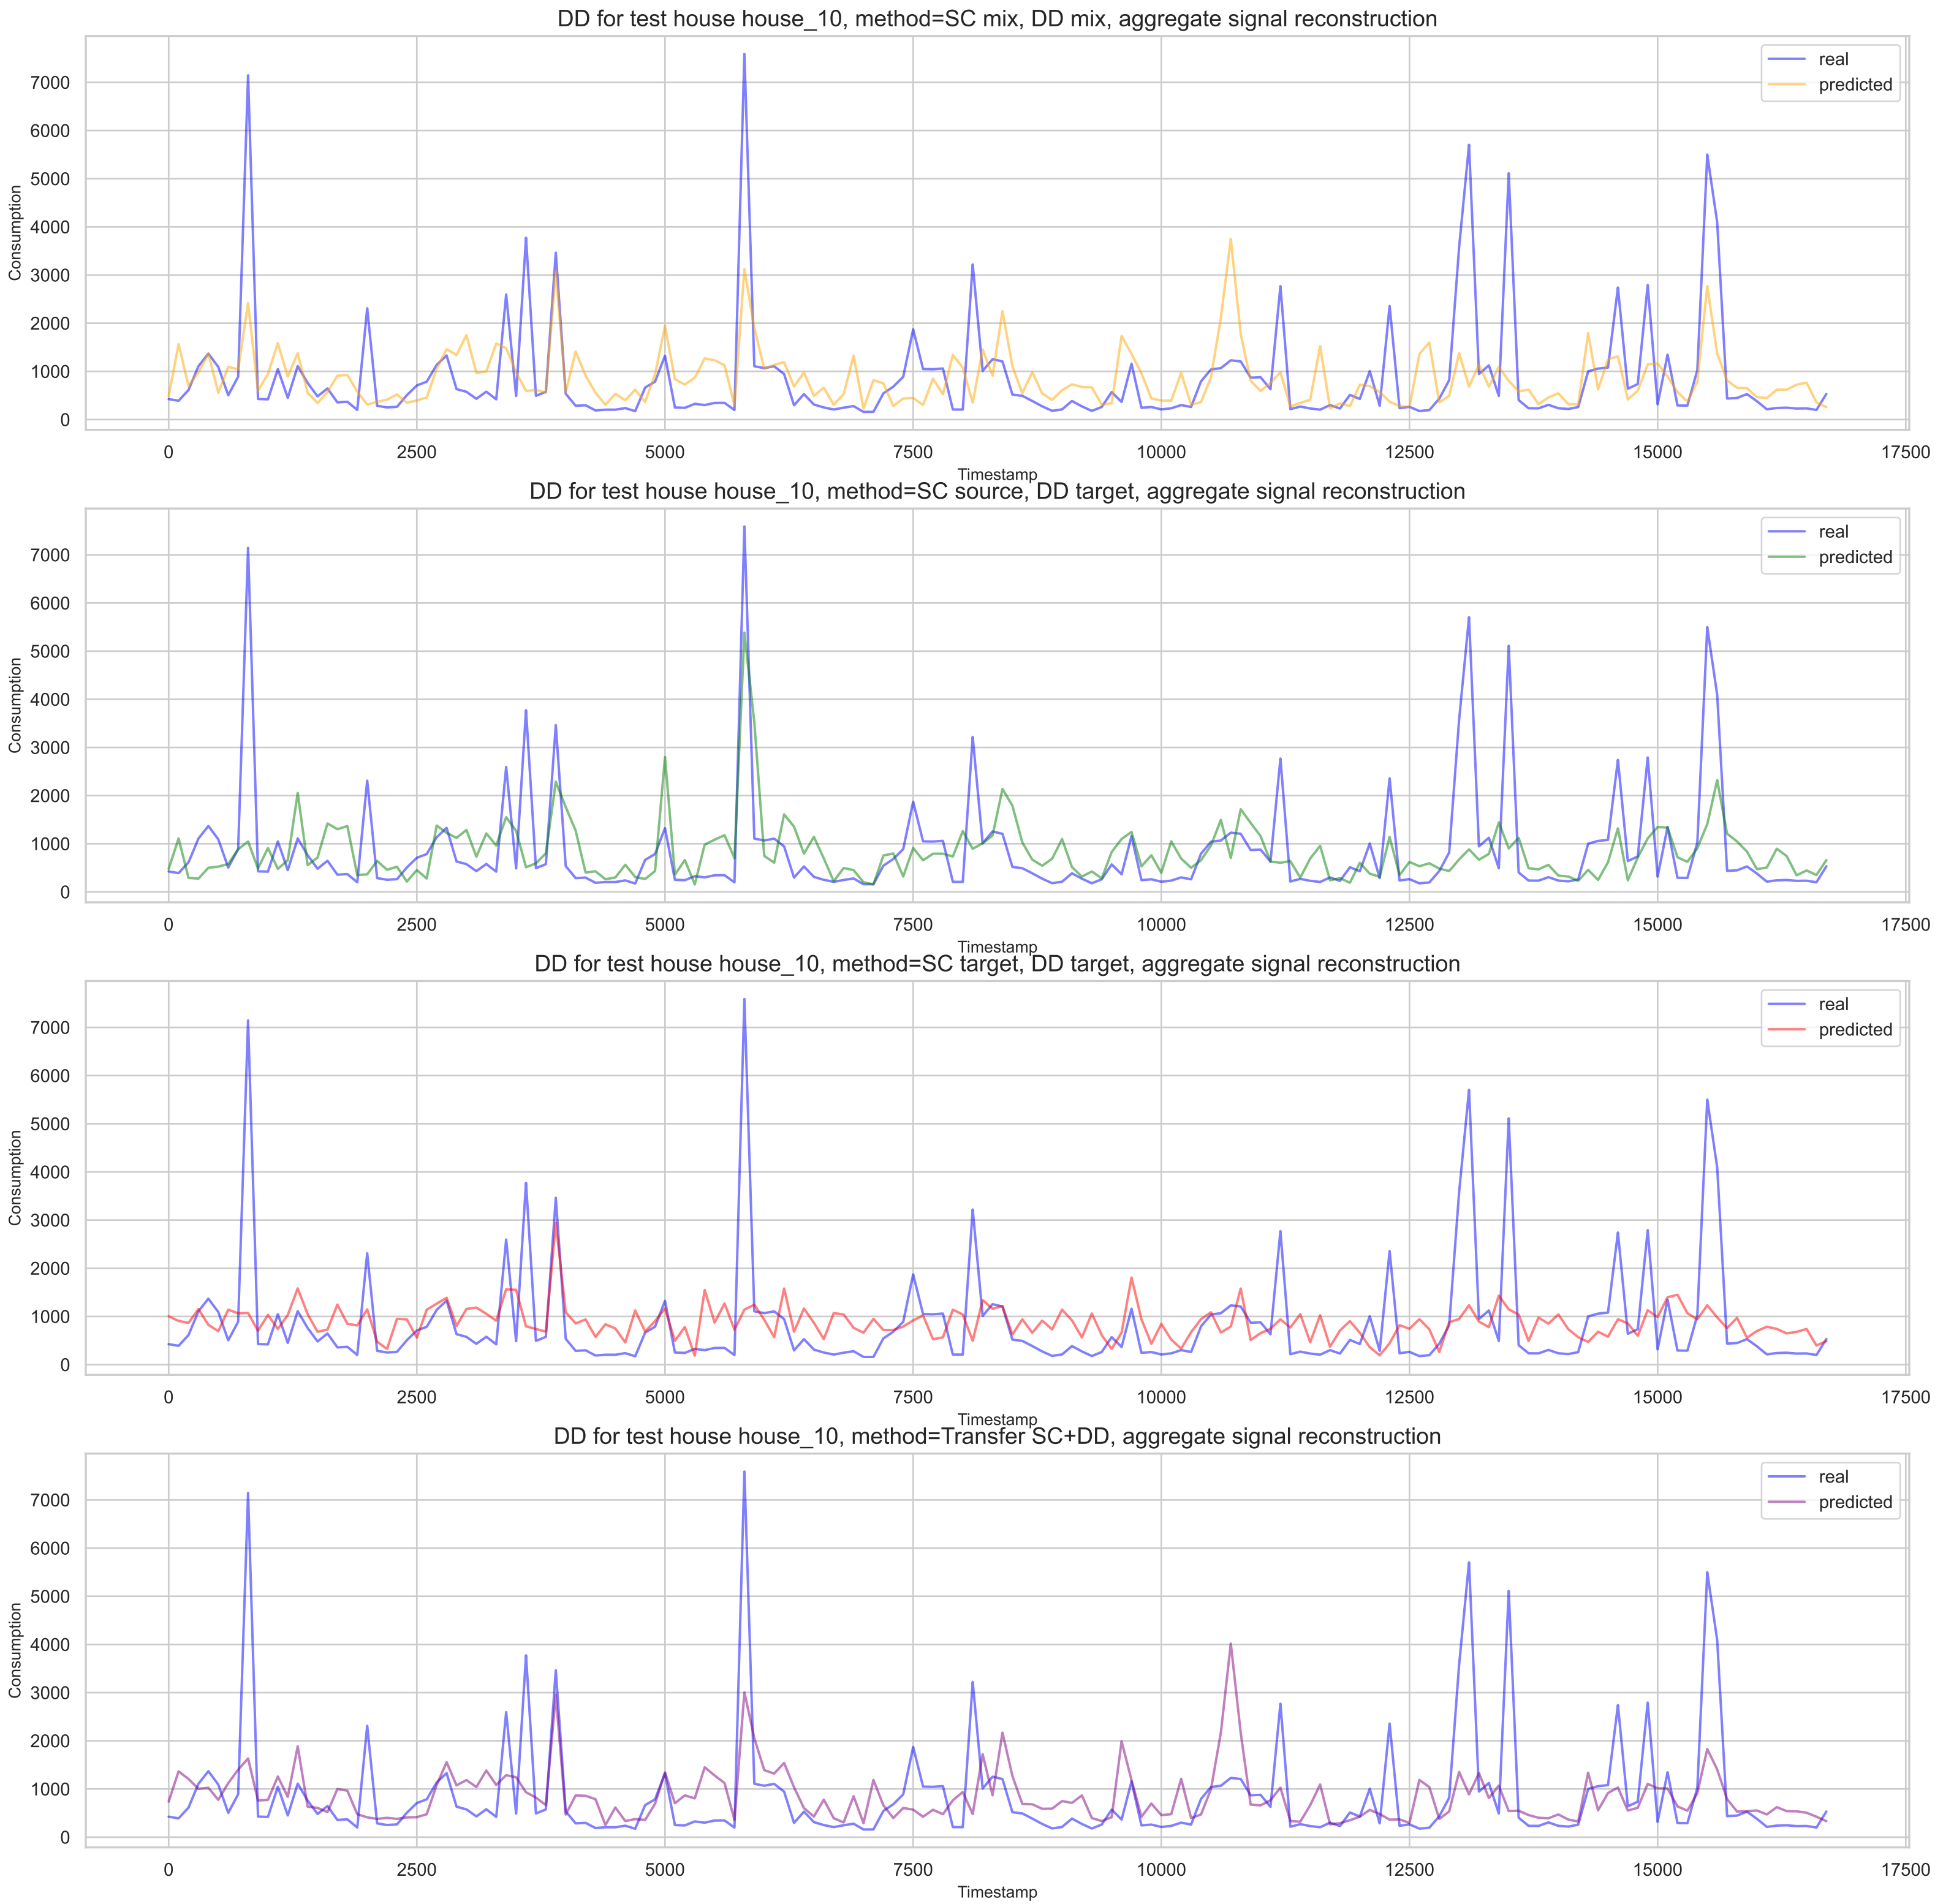 DD for test house house_10, method=SC mix, DD mix, aggregate signal reconstruction
real
predicted
7000
6000
5000
4000
3000
2000
1000
0
Consumption
0 2500 5000 7500 10000 12500 15000 17500
Timestamp
DD for test house house_10, method=SC source, DD target, aggregate signal reconstruction
real
predicted
7000
6000
5000
4000
3000
2000
1000
0
Consumption
0 2500 5000 7500 10000 12500 15000 17500
Timestamp
DD for test house house_10, method=SC target, DD target, aggregate signal reconstruction
real
predicted
7000
6000
5000
4000
3000
2000
1000
0
Consumption
0 2500 5000 7500 10000 12500 15000 17500
Timestamp
DD for test house house_10, method=Transfer SC+DD, aggregate signal reconstruction
real
predicted
7000
6000
5000
4000
3000
2000
1000
0
Consumption
0 2500 5000 7500 10000 12500 15000 17500
Timestamp